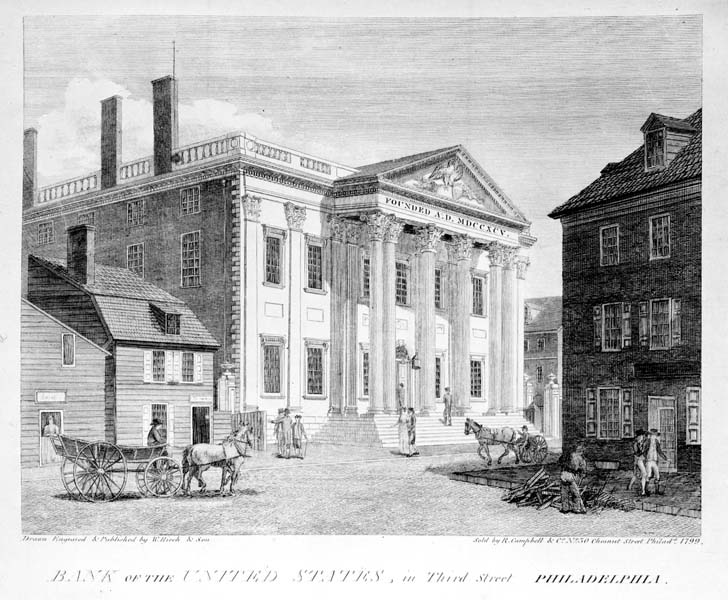 FOUNDED A.D. MDCCXCV.
Drawn Engraved & Published by W. Birch & Son
Sold by R. Campbell & Co. No. 30 Chesnut Street Philada. 1799.
BANK OF THE UNITED STATES, in Third Street PHILADELPHIA.